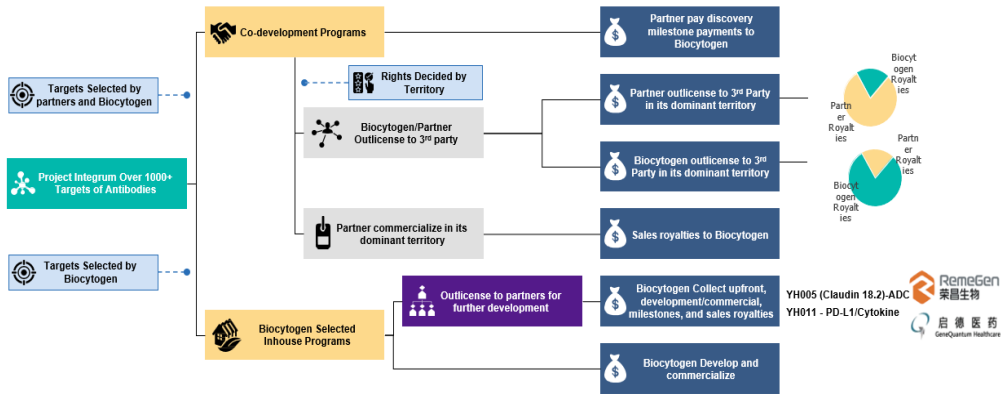 Co-development Programs
Partner pay discovery
milestone payments to
Biocytogen
Targets Selected by
partners and Biocytogen
Rights Decided by
Territory
Partner outlicense to 3rd Party
in its dominant territory
Biocyt
ogen
Royalt
ies
Partn
er
Royalt
ies
Biocytogen/Partner
Outlicense to 3rd party
Biocytogen outlicense to 3rd
Party in its dominant territory
Partn
er
Royalt
ies
Biocyt
ogen
Royalt
ies
Project Integrum Over 1000+
Targets of Antibodies
Partner commercialize in its
dominant territory
Sales royalties to Biocytogen
Targets Selected by
Biocytogen
Outlicense to partners for
further development
Biocytogen Collect upfront,
development/commercial,
milestones, and sales royalties
YH005 (Claudin 18.2)-ADC
YH011 - PD-L1/Cytokine
RemeGen
荣昌生物
启德医药
GeneQuantum Healthcare
Biocytogen Selected
Inhouse Programs
Biocytogen Develop and
commercialize